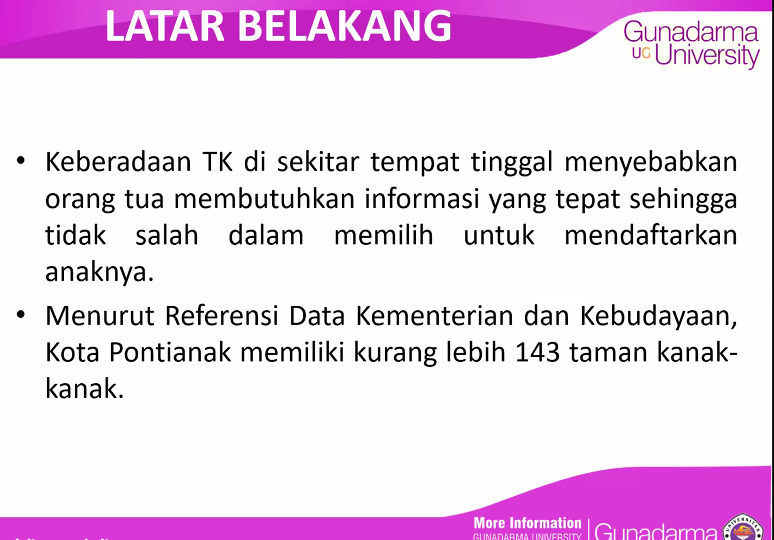 LATAR BELAKANG
Gunadarma
UG University
• Keberadaan TK di sekitar tempat tinggal menyebabkan
orang tua membutuhkan informasi yang tepat sehingga
tidak salah dalam memilih untuk mendaftarkan
anaknya.
• Menurut Referensi Data Kementerian dan Kebudayaan,
Kota Pontianak memiliki kurang lebih 143 taman kanak-
kanak.
More Information
GUNADARMA UNIVERSITY
Gunadarma